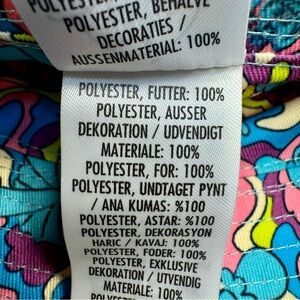 POLYESTER,
POLYESTER, BEHALVE
DECORATIES /
AUSSENMATERIAL: 100%
POLYESTER, FUTTER: 100%
POLYESTER, AUSSER
DEKORATION / UDVENDIGT
MATERIALE: 100%
POLYESTER, FOR: 100%
POLYESTER, UNDTAGET PYNT
/ ANA KUMAS: %100
POLYESTER, ASTAR: %100
POLYESTER, DEKORASYON
HARIC / KAVAJ: 100%
POLYESTER, FODER: 100%
POLYESTER, EXKLUSIVE
DEKORATION / UTVENDIG
MATERIALE: 100%